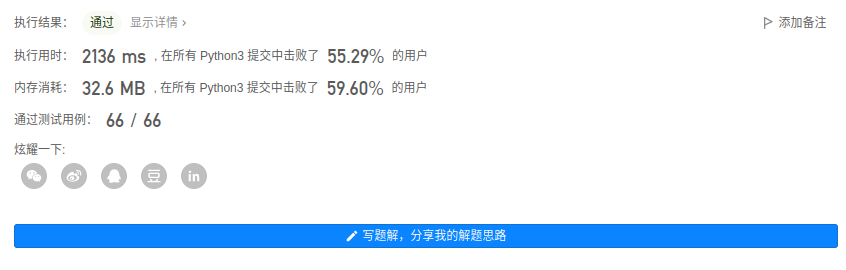 执行结果： 通过 显示详情 › 添加备注
执行用时： 2136 ms , 在所有 Python3 提交中击败了 55.29% 的用户
内存消耗： 32.6 MB , 在所有 Python3 提交中击败了 59.60% 的用户
通过测试用例： 66 / 66
炫耀一下:
豆 in
写题解，分享我的解题思路